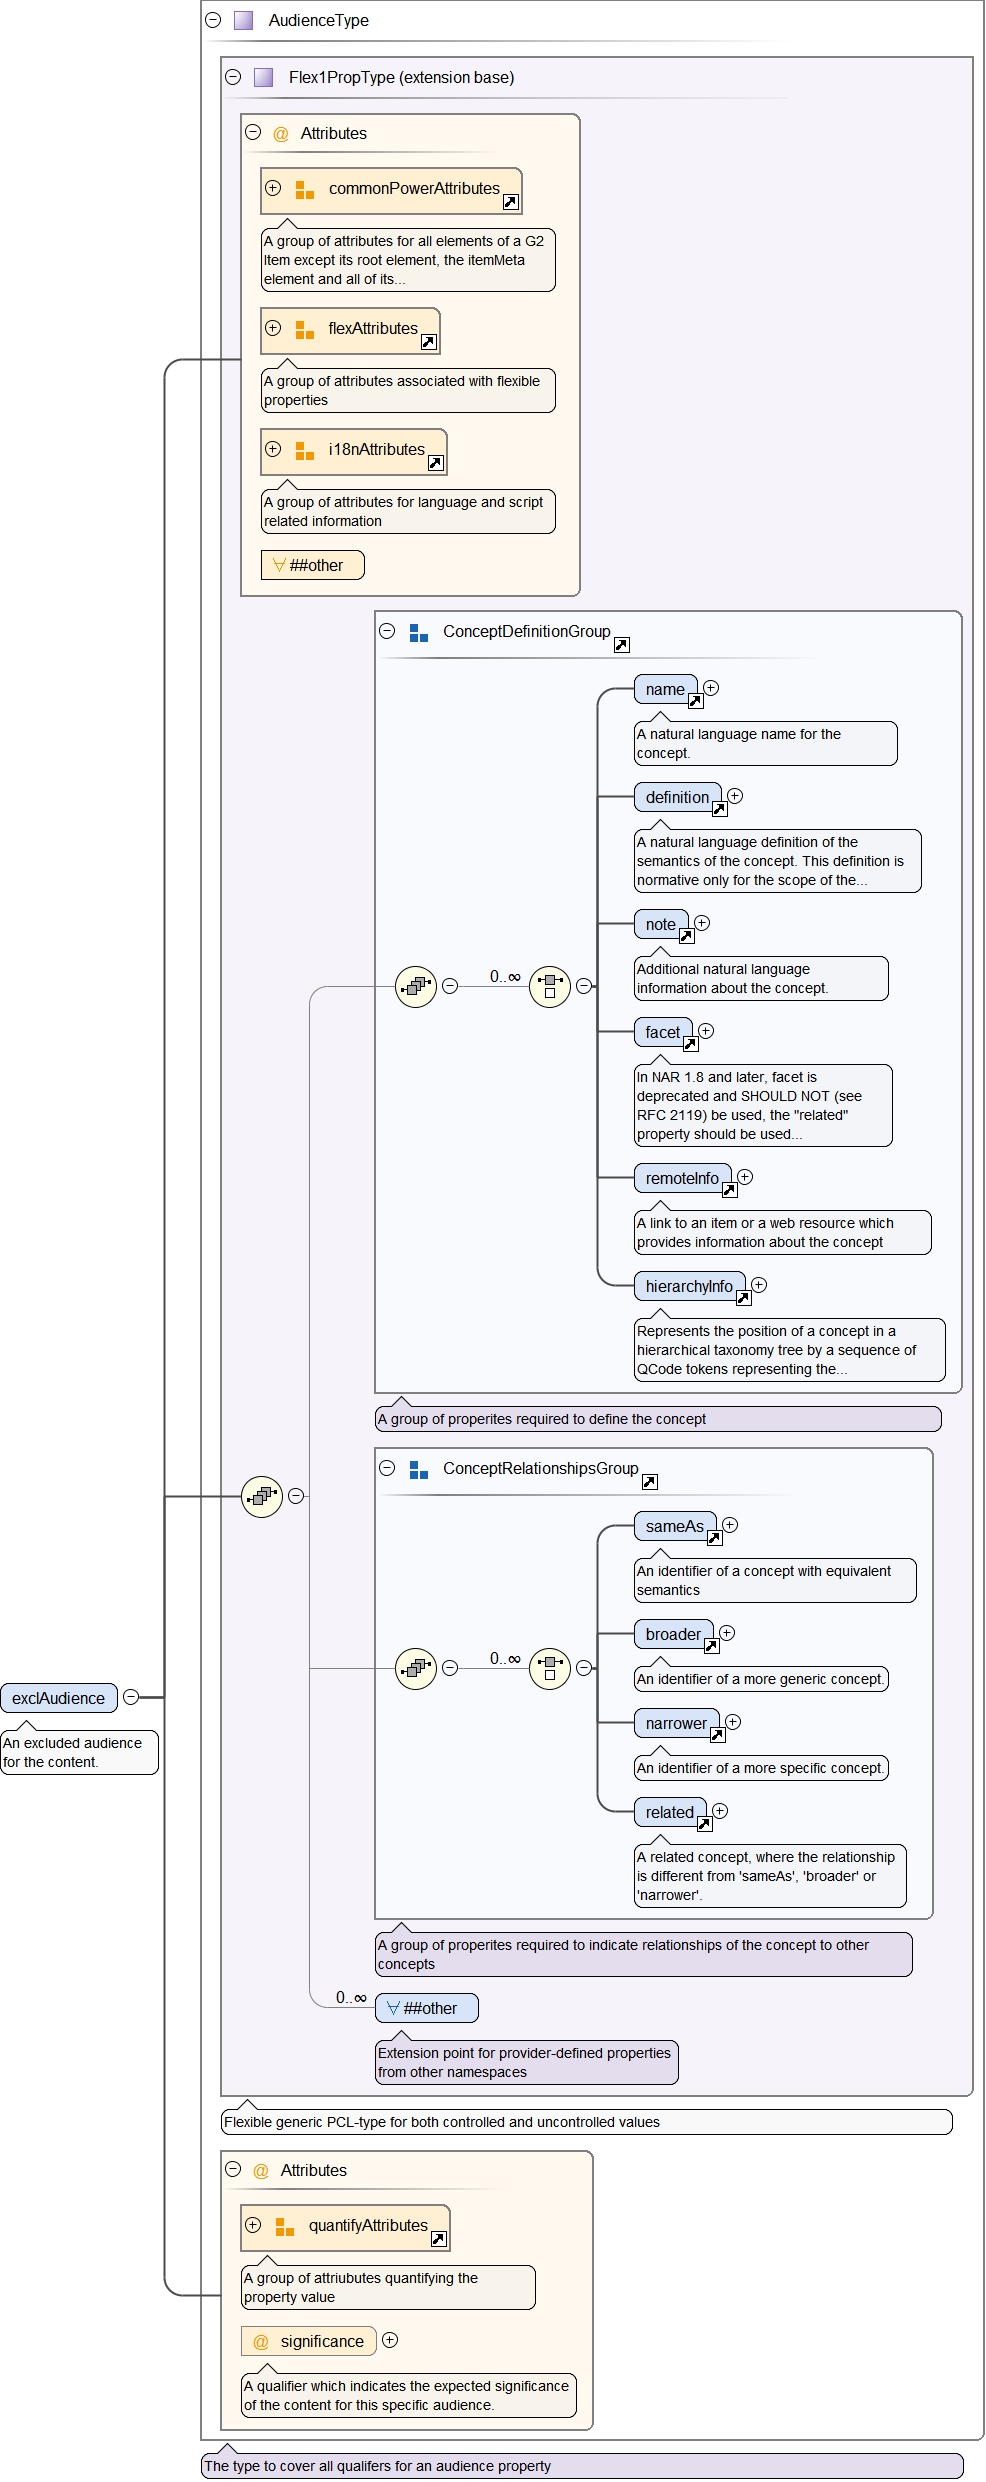 AudienceType
Flex1PropType (extension base)
@ Attributes
commonPowerAttributes
A group of attributes for all elements of a G2
Item except its root element, the itemMeta
element and all of its...
flexAttributes
A group of attributes associated with flexible
properties
i18nAttributes
A group of attributes for language and script
related information
##other
ConceptDefinitionGroup
name
A natural language name for the
concept.
definition
A natural language definition of the
semantics of the concept. This definition is
normative only for the scope of the...
note
0..∞
Additional natural language
information about the concept.
facet
In NAR 1.8 and later, facet is
deprecated and SHOULD NOT (see
RFC 2119) be used, the "related"
property should be used...
remoteInfo
A link to an item or a web resource which
provides information about the concept
hierarchyInfo
Represents the position of a concept in a
hierarchical taxonomy tree by a sequence of
QCode tokens representing the...
A group of properites required to define the concept
ConceptRelationshipsGroup
sameAs
An identifier of a concept with equivalent
semantics
broader
0..∞
An identifier of a more generic concept.
exclAudience
An excluded audience
for the content.
narrower
An identifier of a more specific concept.
related
A related concept, where the relationship
is different from 'sameAs', 'broader' or
'narrower'.
A group of properites required to indicate relationships of the concept to other
concepts
0..∞
##other
Extension point for provider-defined properties
from other namespaces
Flexible generic PCL-type for both controlled and uncontrolled values
@ Attributes
quantifyAttributes
A group of attriubutes quantifying the
property value
@ significance
A qualifier which indicates the expected significance
of the content for this specific audience.
The type to cover all qualifers for an audience property